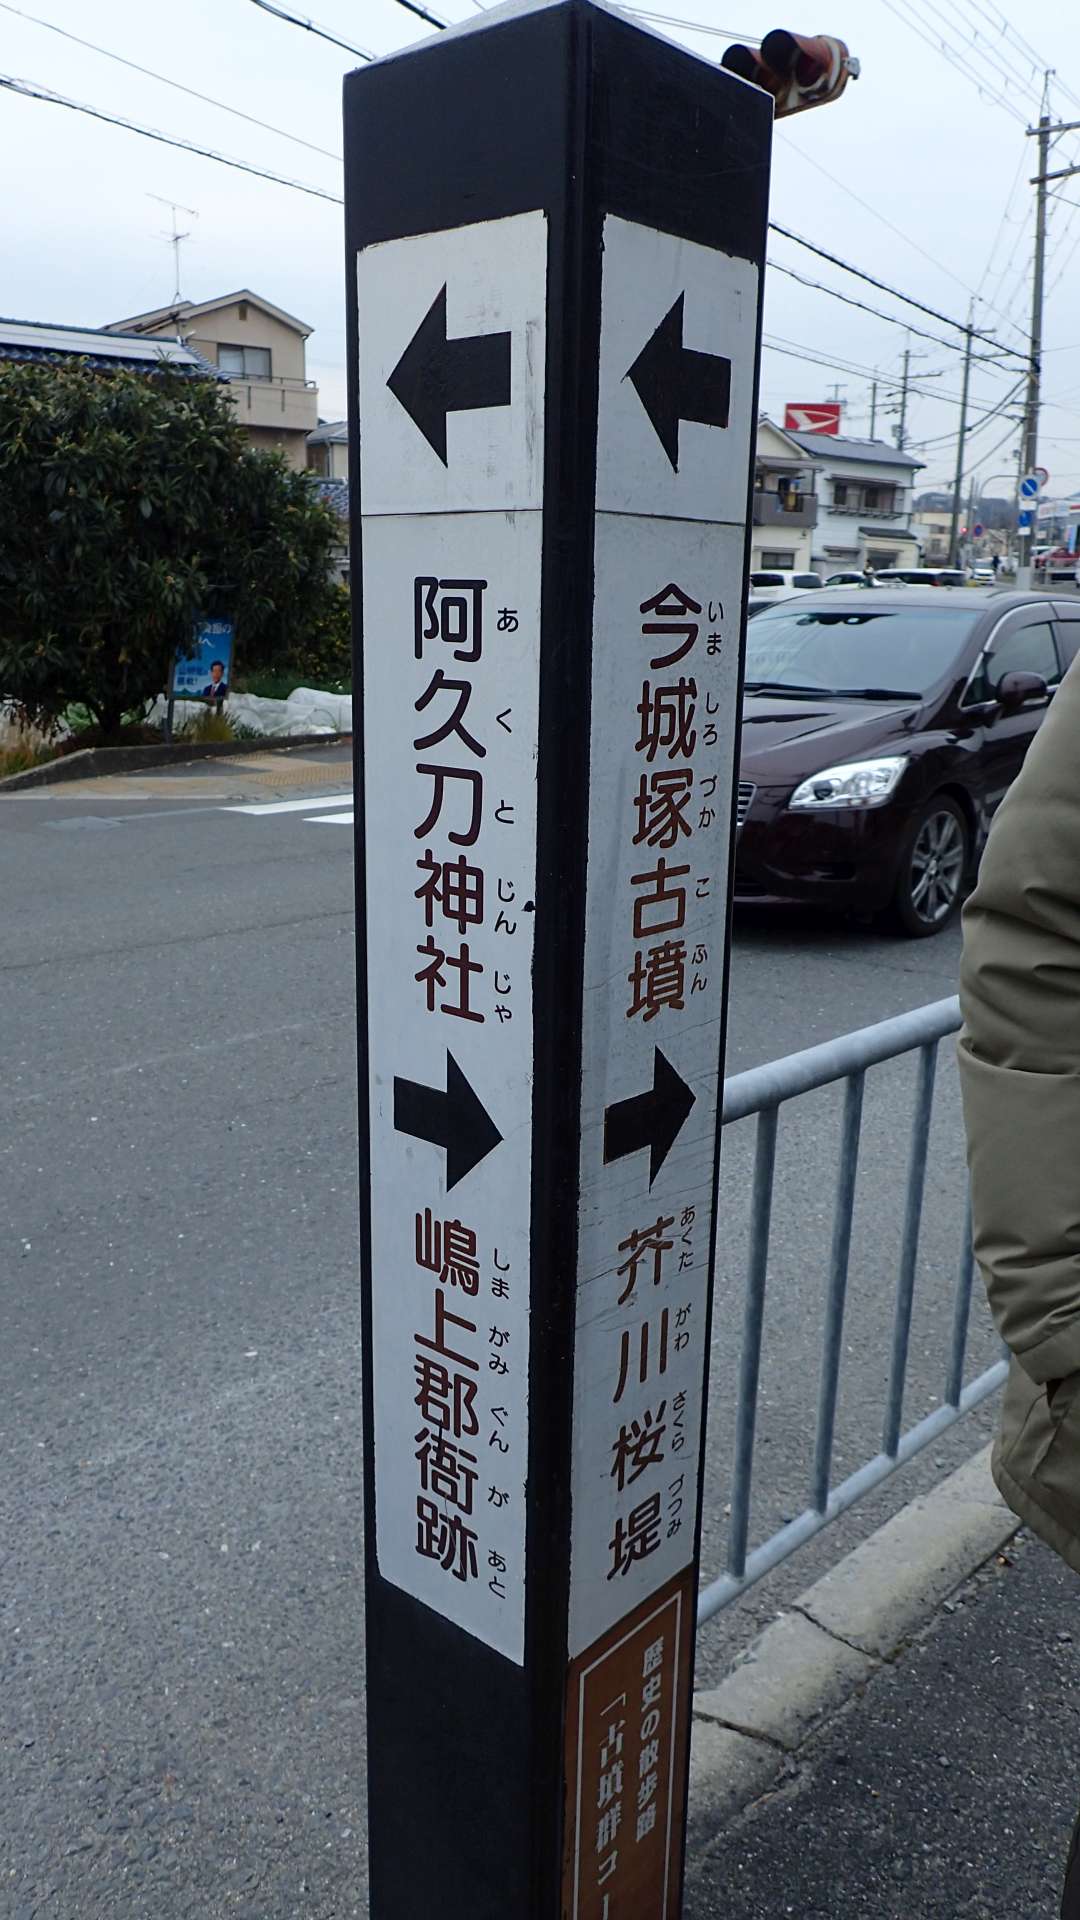 阿久刀神社
あくとじんじゃ
嶋上郡衙跡
しまがみぐんがあと
今城塚古墳
いましろづかこふん
芥川桜堤
あくたがわさくらづつみ
歴史の散歩路
「古墳群コー